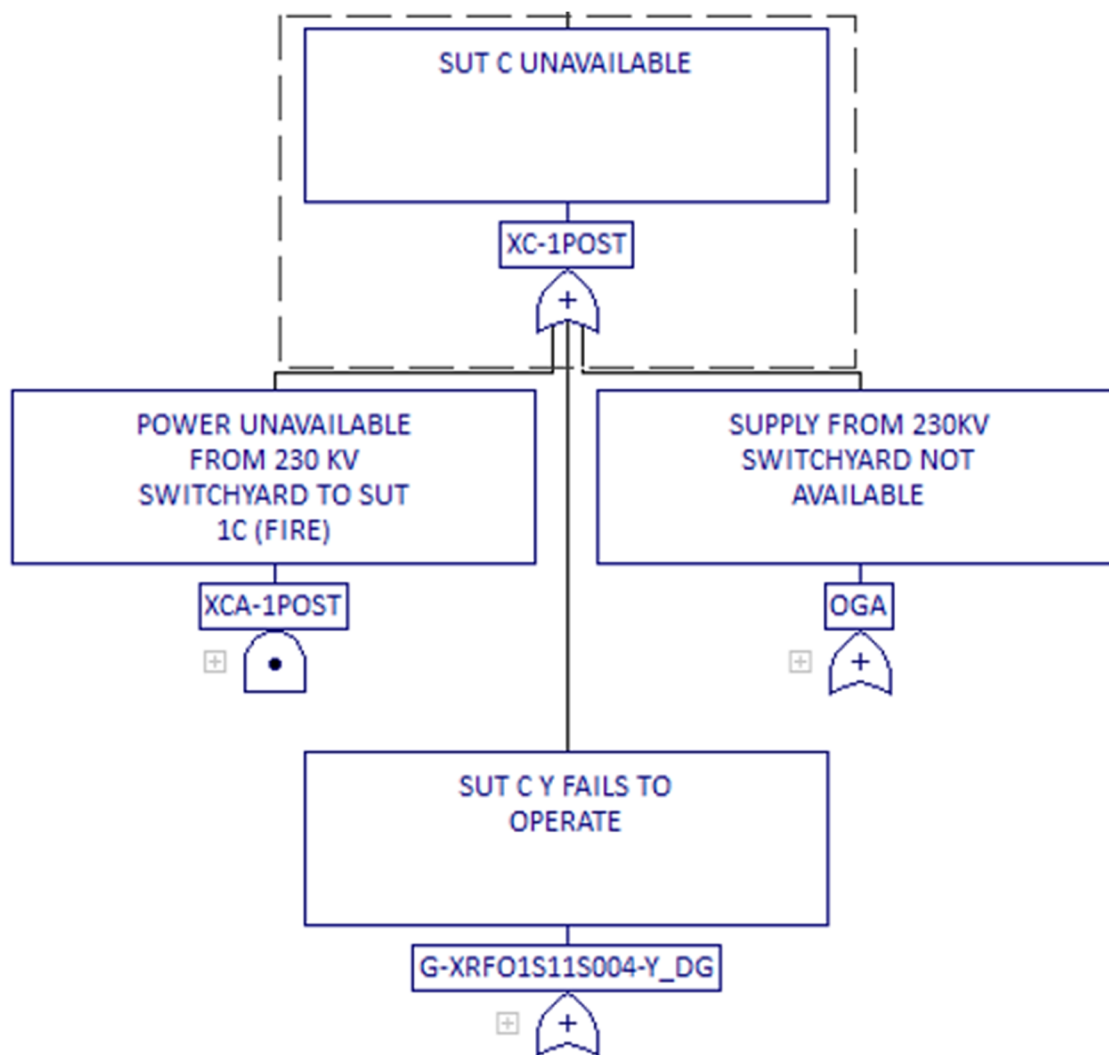 SUT C UNAVAILABLE
XC-1POST
POWER UNAVAILABLE
FROM 230 KV
SWITCHYARD TO SUT
1C (FIRE)
XCA-1POST
SUPPLY FROM 230KV
SWITCHYARD NOT
AVAILABLE
OGA
SUT C Y FAILS TO
OPERATE
G-XRFO1S11S004-Y_DG